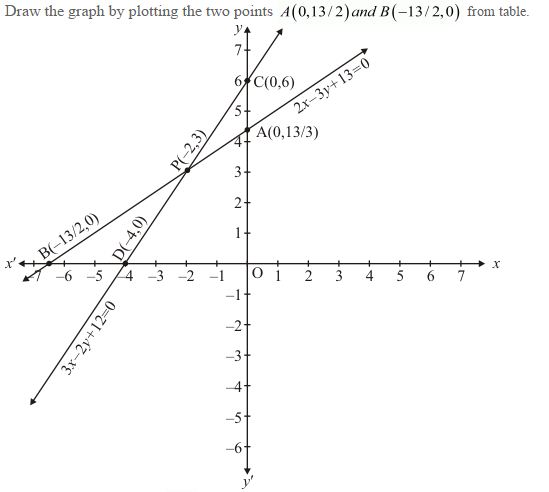 Draw the graph by plotting the two points A(0,13/2) and B(−13/2,0) from table.
y
7
6
C(0,6)
5
2x−3y+13=0
4
A(0,13/3)
P(−2,3)
3
2
B(−13/2,0)
D(−4,0)
1
x' −7 −6 −5 −4 −3 −2 −1 O 1 2 3 4 5 6 7 x
−1
3x−2y+12=0
−2
−3
−4
−5
−6
y'